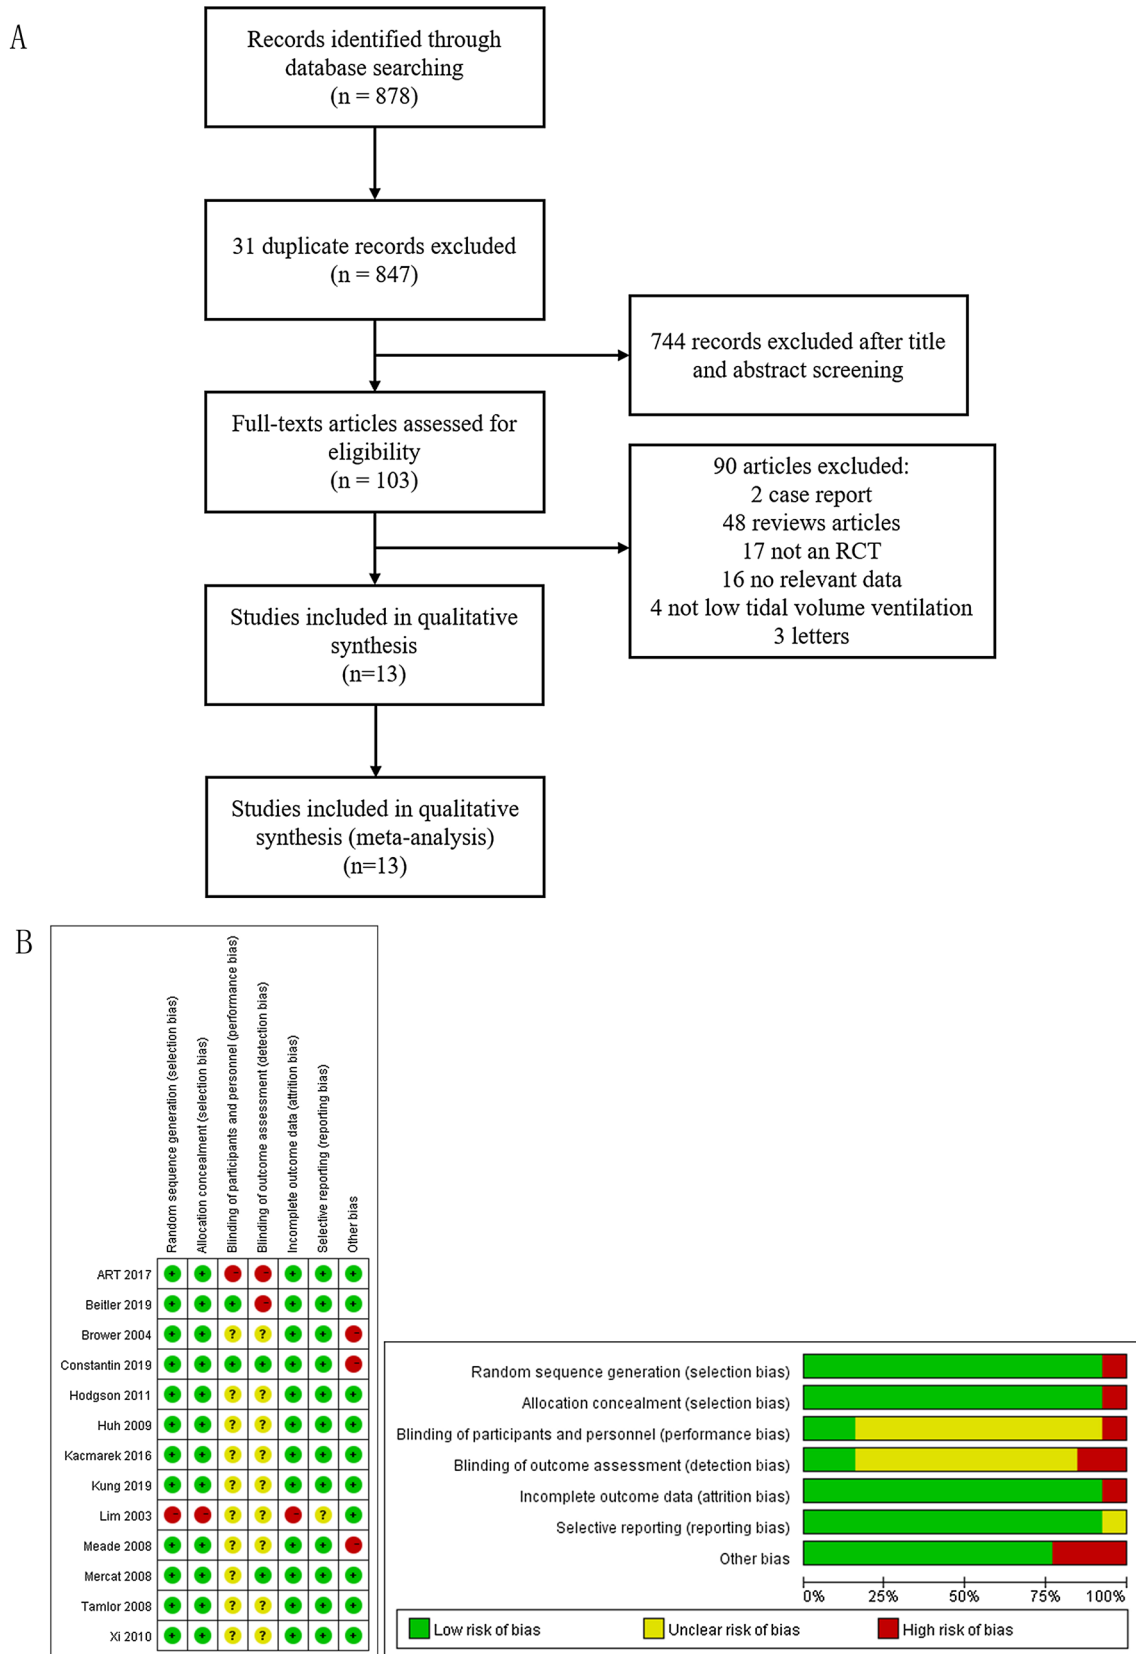 A
Records identified through
database searching
(n = 878)
31 duplicate records excluded
(n = 847)
744 records excluded after title
and abstract screening
Full-texts articles assessed for
eligibility
(n = 103)
90 articles excluded:
2 case report
48 reviews articles
17 not an RCT
16 no relevant data
4 not low tidal volume ventilation
3 letters
Studies included in qualitative
synthesis
(n=13)
Studies included in qualitative
synthesis (meta-analysis)
(n=13)
B
Random sequence generation (selection bias)
Allocation concealment (selection bias)
Blinding of participants and personnel (performance bias)
Blinding of outcome assessment (detection bias)
Incomplete outcome data (attrition bias)
Selective reporting (reporting bias)
Other bias
ART 2017 + + - - + + +
Beitler 2019 + + + - + + +
Brower 2004 + + ? ? + + -
Constantin 2019 + + + + + + -
Hodgson 2011 + + ? ? + + +
Huh 2009 + + ? ? + + +
Kacmarek 2016 + + ? ? + + +
Kung 2019 + + ? ? + + +
Lim 2003 - - ? ? - ? +
Meade 2008 + + ? ? + + -
Mercat 2008 + + ? + + + +
Tamlor 2008 + + ? ? + + +
Xi 2010 + + ? ? + + +
Random sequence generation (selection bias)
Allocation concealment (selection bias)
Blinding of participants and personnel (performance bias)
Blinding of outcome assessment (detection bias)
Incomplete outcome data (attrition bias)
Selective reporting (reporting bias)
Other bias
0% 25% 50% 75% 100%
Low risk of bias Unclear risk of bias High risk of bias